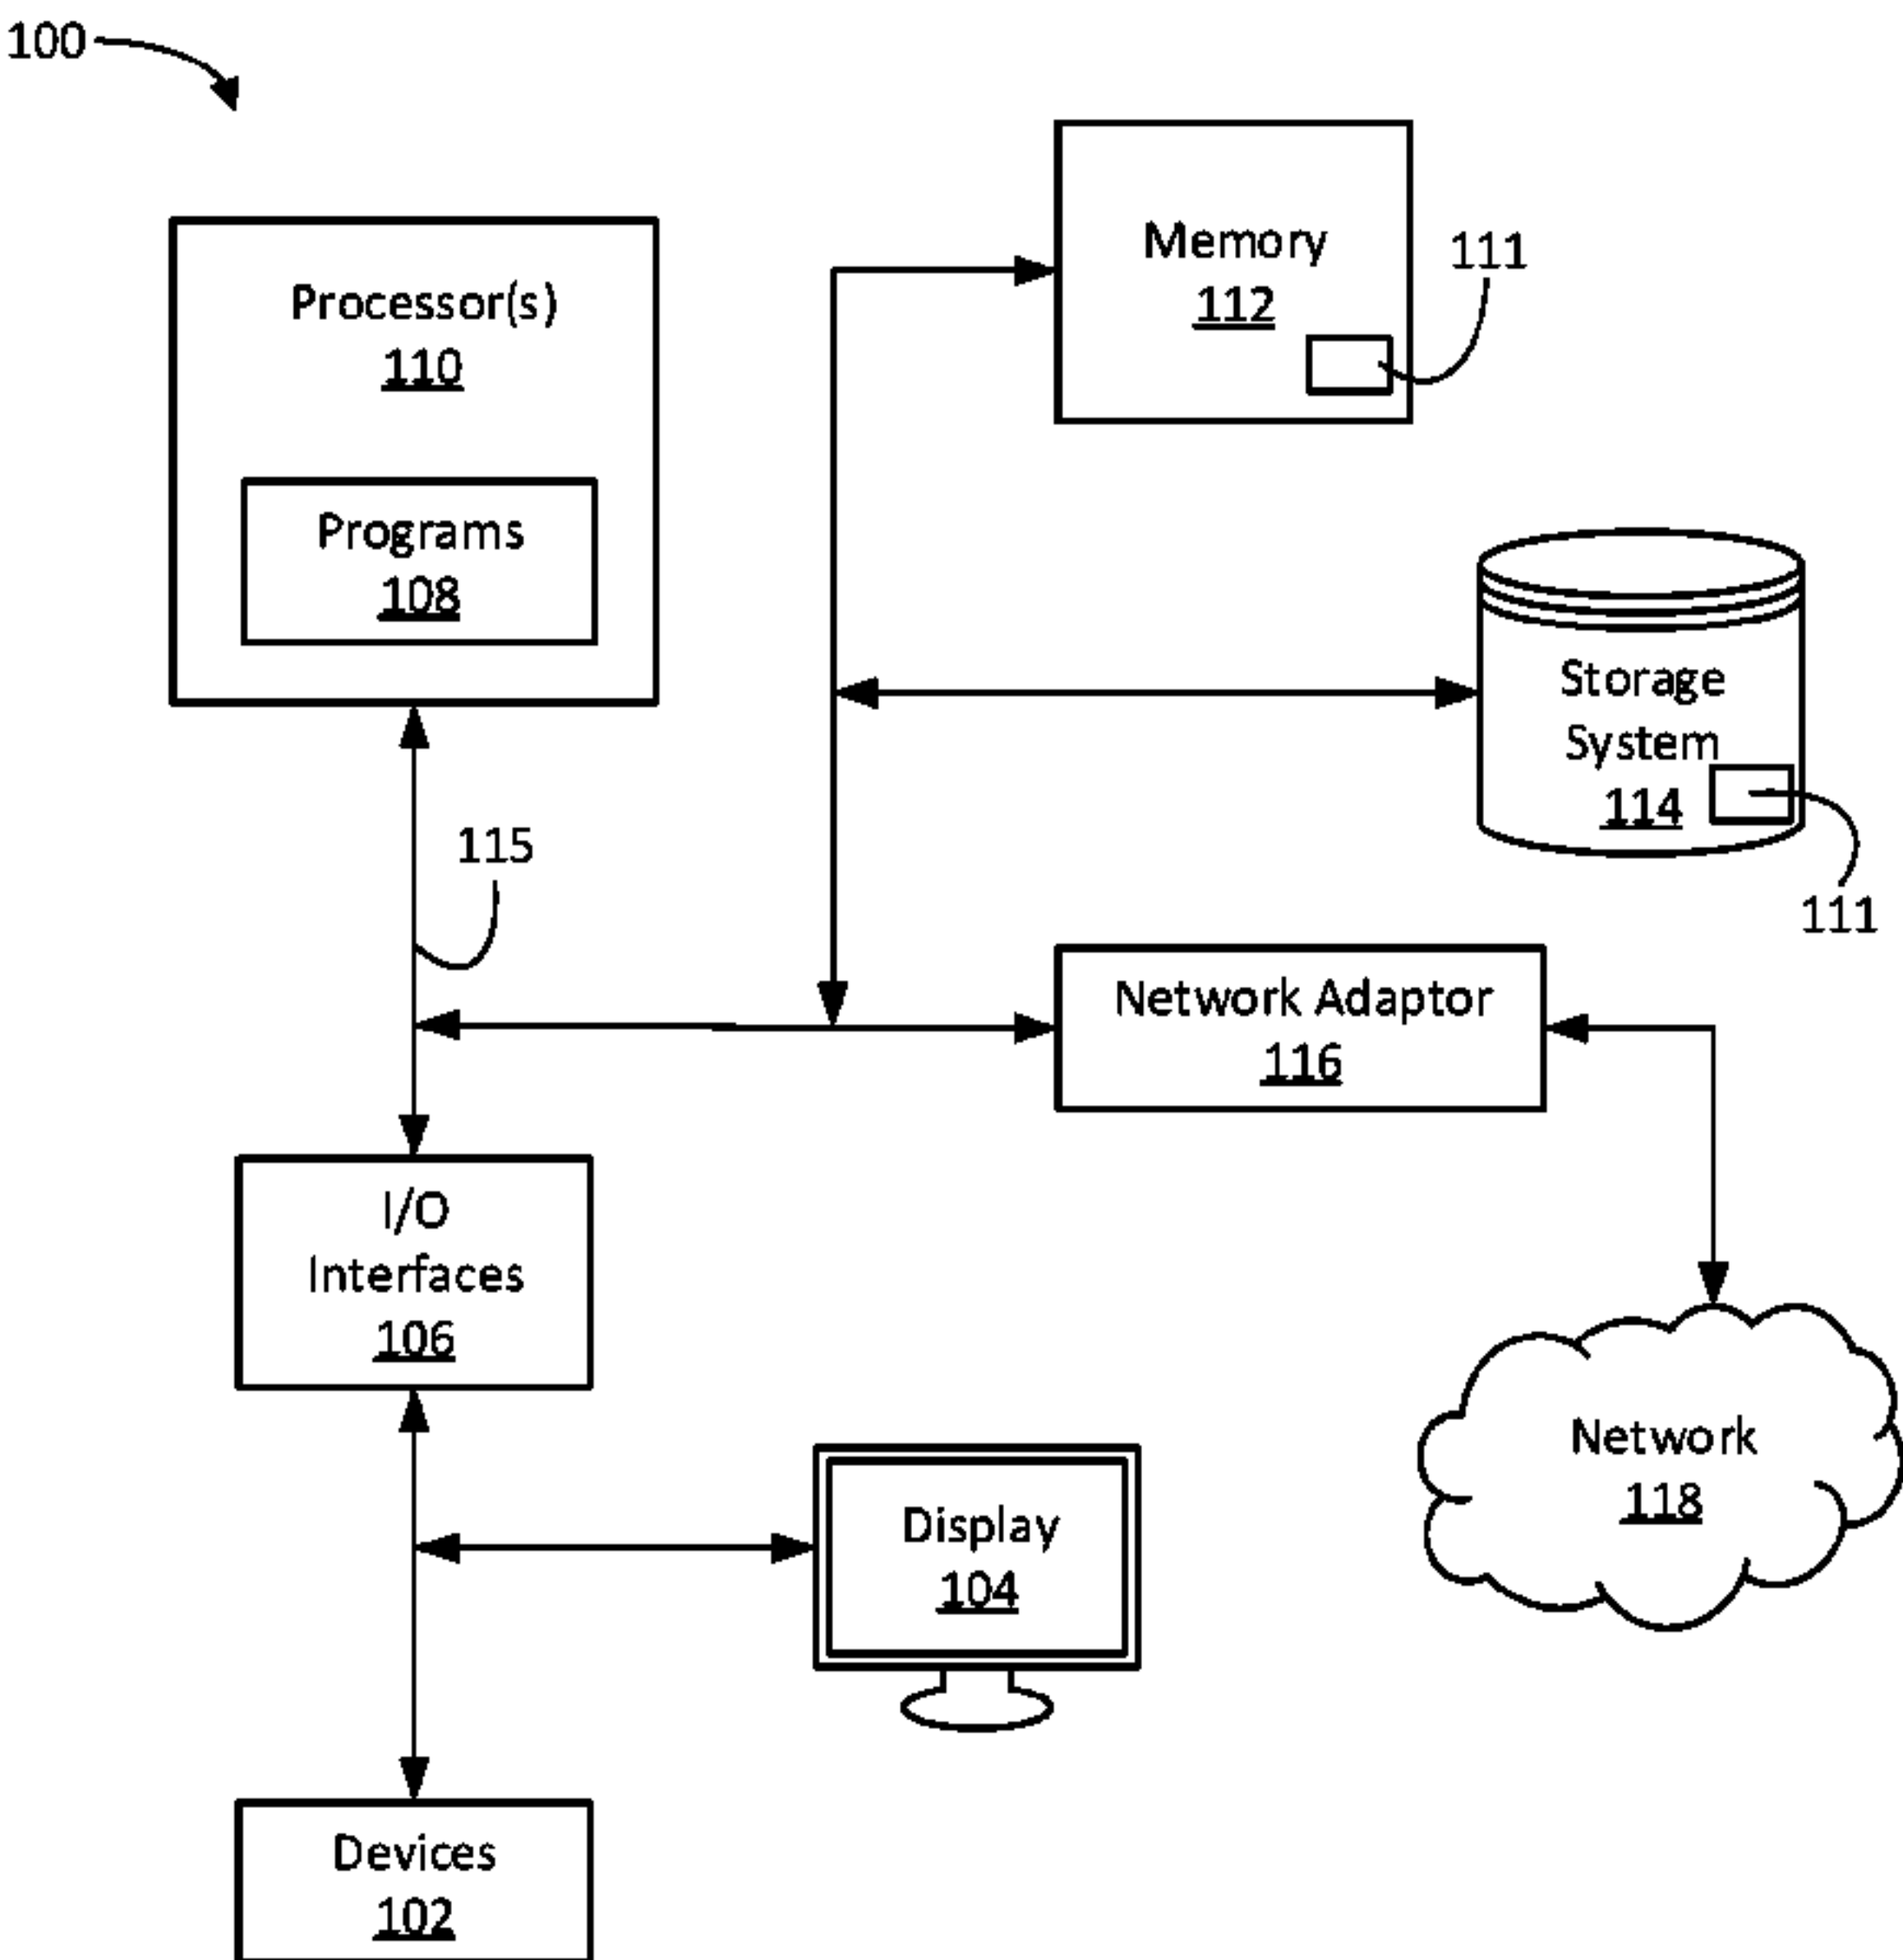 100
Memory
112
111
Processor(s)
110
Programs
108
Storage
System
114
111
115
Network Adaptor
116
I/O
Interfaces
106
Network
118
Display
104
Devices
102